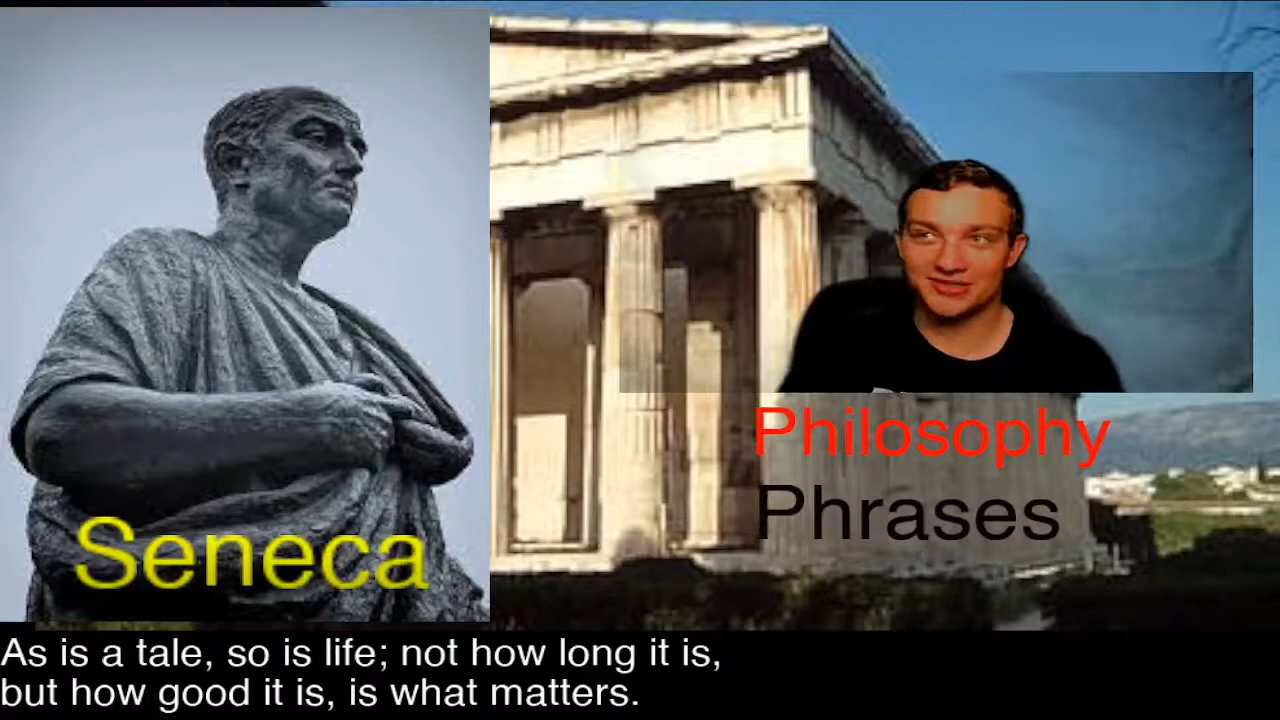 Seneca
Philosophy
Phrases
As is a tale, so is life; not how long it is,
but how good it is, is what matters.